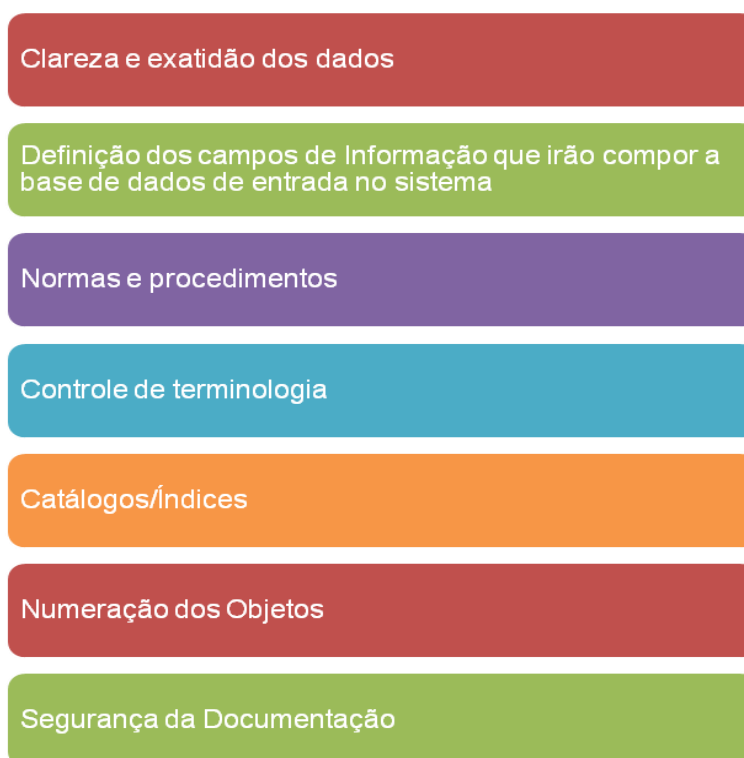 Clareza e exatidão dos dados
Definição dos campos de Informação que irão compor a
base de dados de entrada no sistema
Normas e procedimentos
Controle de terminologia
Catálogos/Índices
Numeração dos Objetos
Segurança da Documentação